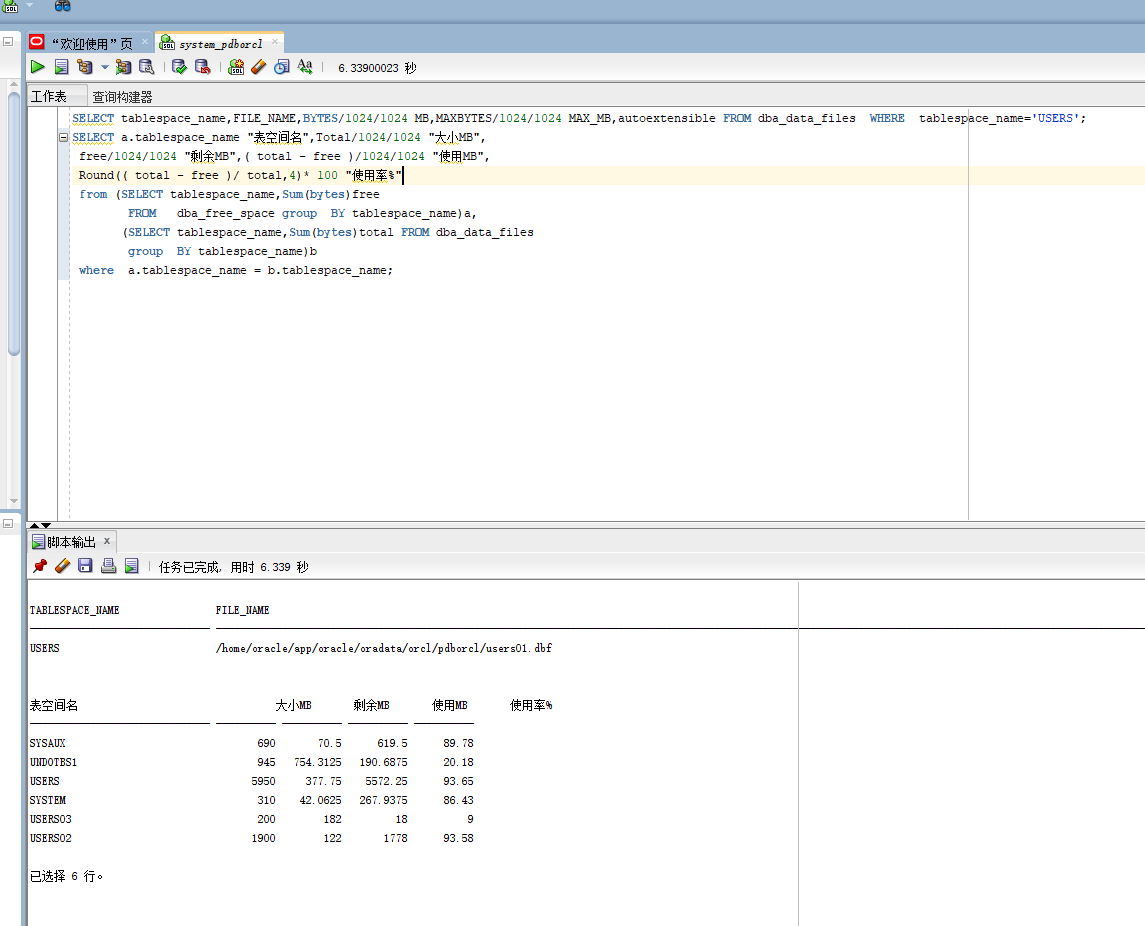 “欢迎使用”页
system_pdborcl
6.33900023 秒
工作表 查询构建器
SELECT tablespace_name,FILE_NAME,BYTES/1024/1024 MB,MAXBYTES/1024/1024 MAX_MB,autoextensible FROM dba_data_files WHERE tablespace_name='USERS';
SELECT a.tablespace_name "表空间名",Total/1024/1024 "大小MB",
free/1024/1024 "剩余MB",( total - free )/1024/1024 "使用MB",
Round(( total - free )/ total,4)* 100 "使用率%"
from (SELECT tablespace_name,Sum(bytes)free
FROM dba_free_space group BY tablespace_name)a,
(SELECT tablespace_name,Sum(bytes)total FROM dba_data_files
group BY tablespace_name)b
where a.tablespace_name = b.tablespace_name;
脚本输出
任务已完成, 用时 6.339 秒
TABLESPACE_NAME FILE_NAME
USERS /home/oracle/app/oracle/oradata/orcl/pdborcl/users01.dbf
表空间名 大小MB 剩余MB 使用MB 使用率%
SYSAUX 690 70.5 619.5 89.78
UNDOTBS1 945 754.3125 190.6875 20.18
USERS 5950 377.75 5572.25 93.65
SYSTEM 310 42.0625 267.9375 86.43
USERS03 200 182 18 9
USERS02 1900 122 1778 93.58
已选择 6 行。